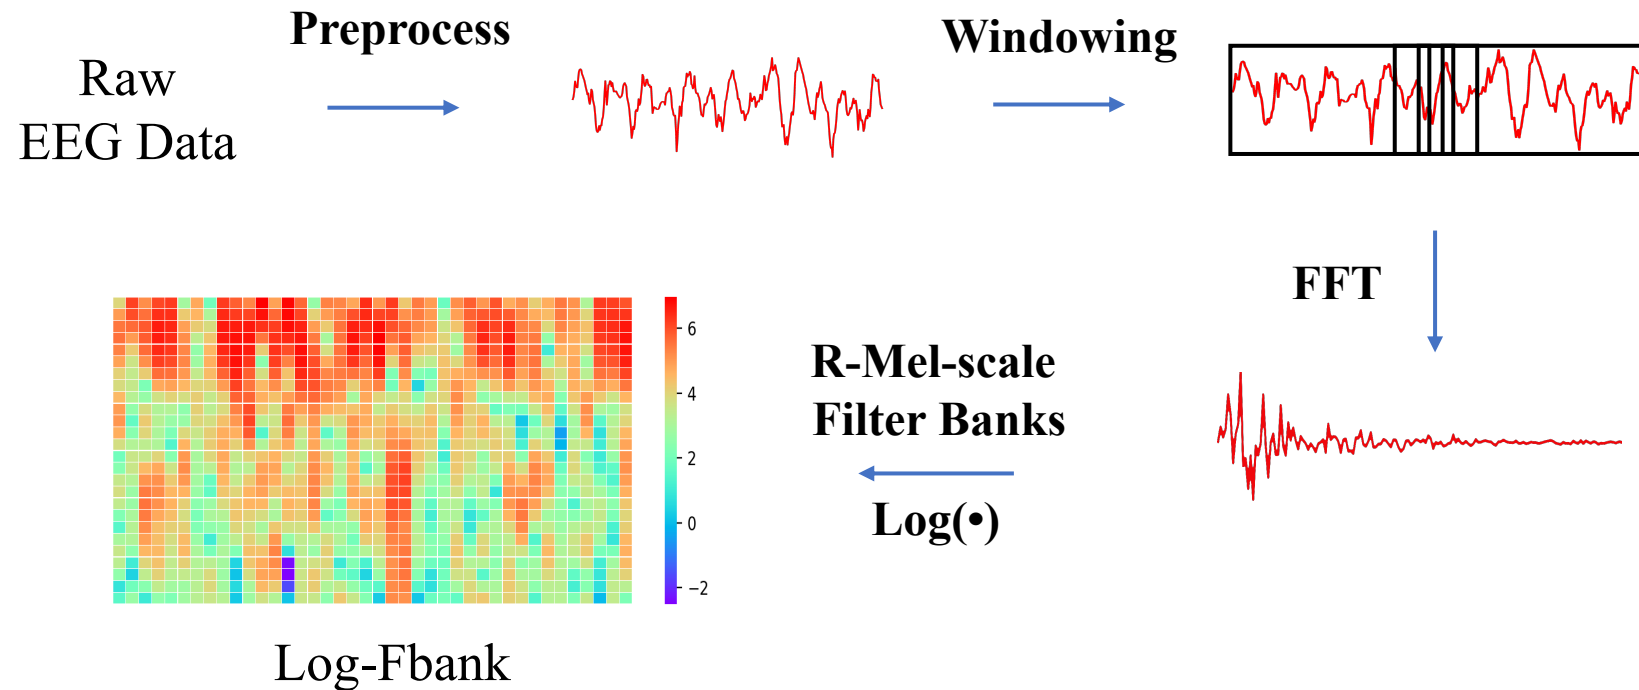 Preprocess
Raw
EEG Data
Windowing
FFT
R-Mel-scale
Filter Banks
Log(•)
6
4
2
0
−2
Log-Fbank